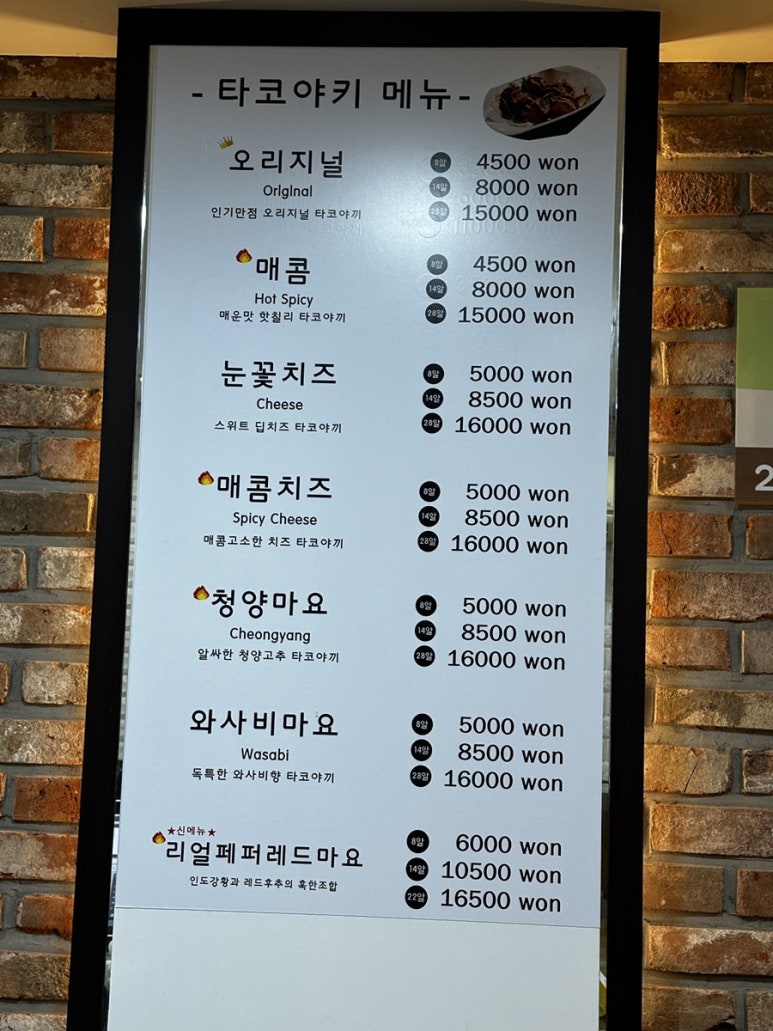 - 타코야키 메뉴 -
오리지널
Original
인기만점 오리지널 타코야끼
8알 4500 won
14알 8000 won
28알 15000 won
매콤
Hot Spicy
매운맛 핫칠리 타코야끼
8알 4500 won
14알 8000 won
28알 15000 won
눈꽃치즈
Cheese
스위트 딥치즈 타코야끼
8알 5000 won
14알 8500 won
28알 16000 won
매콤치즈
Spicy Cheese
매콤고소한 치즈 타코야끼
8알 5000 won
14알 8500 won
28알 16000 won
청양마요
Cheongyang
알싸한 청양고추 타코야끼
8알 5000 won
14알 8500 won
28알 16000 won
와사비마요
Wasabi
독특한 와사비향 타코야끼
8알 5000 won
14알 8500 won
28알 16000 won
★신메뉴★
리얼페퍼레드마요
인도강황과 레드후추의 혹한조합
8알 6000 won
14알 10500 won
22알 16500 won
2